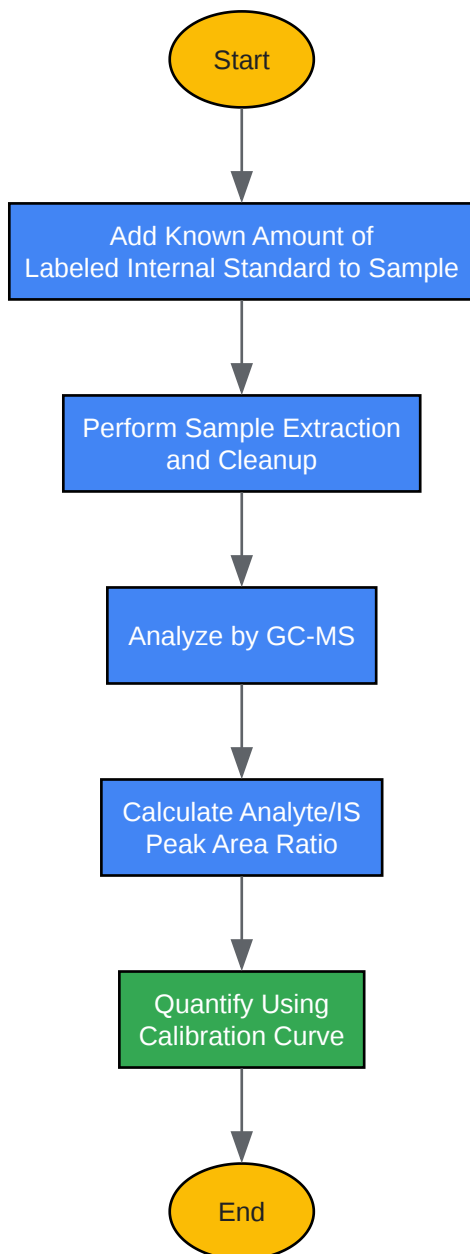 Start
Add Known Amount of
Labeled Internal Standard to Sample
Perform Sample Extraction
and Cleanup
Analyze by GC-MS
Calculate Analyte/IS
Peak Area Ratio
Quantify Using
Calibration Curve
End